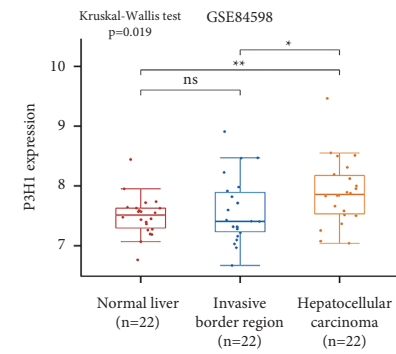 Kruskal-Wallis test
p=0.019
GSE84598
*
**
ns
P3H1 expression
10
9
8
7
Normal liver
(n=22)
Invasive
border region
(n=22)
Hepatocellular
carcinoma
(n=22)